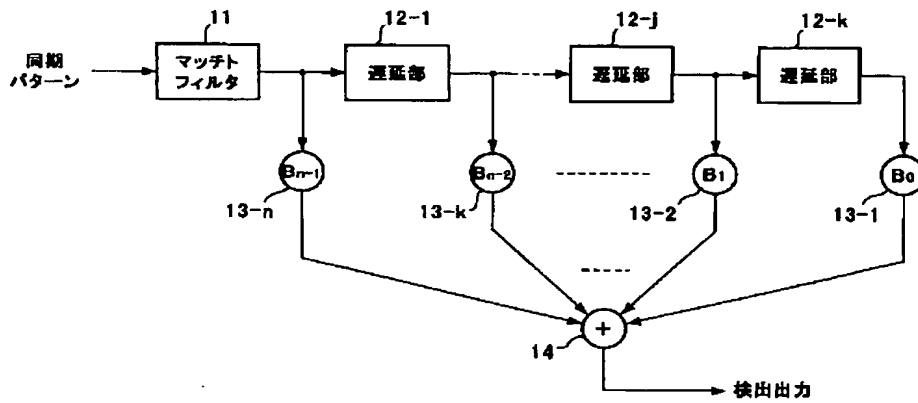 11
12-1
12-j
12-k
同期
パターン
マッチト
フィルタ
遅延部
遅延部
遅延部
Bn-1
Bn-2
B1
B0
13-n
13-k
13-2
13-1
+
14
検出出力